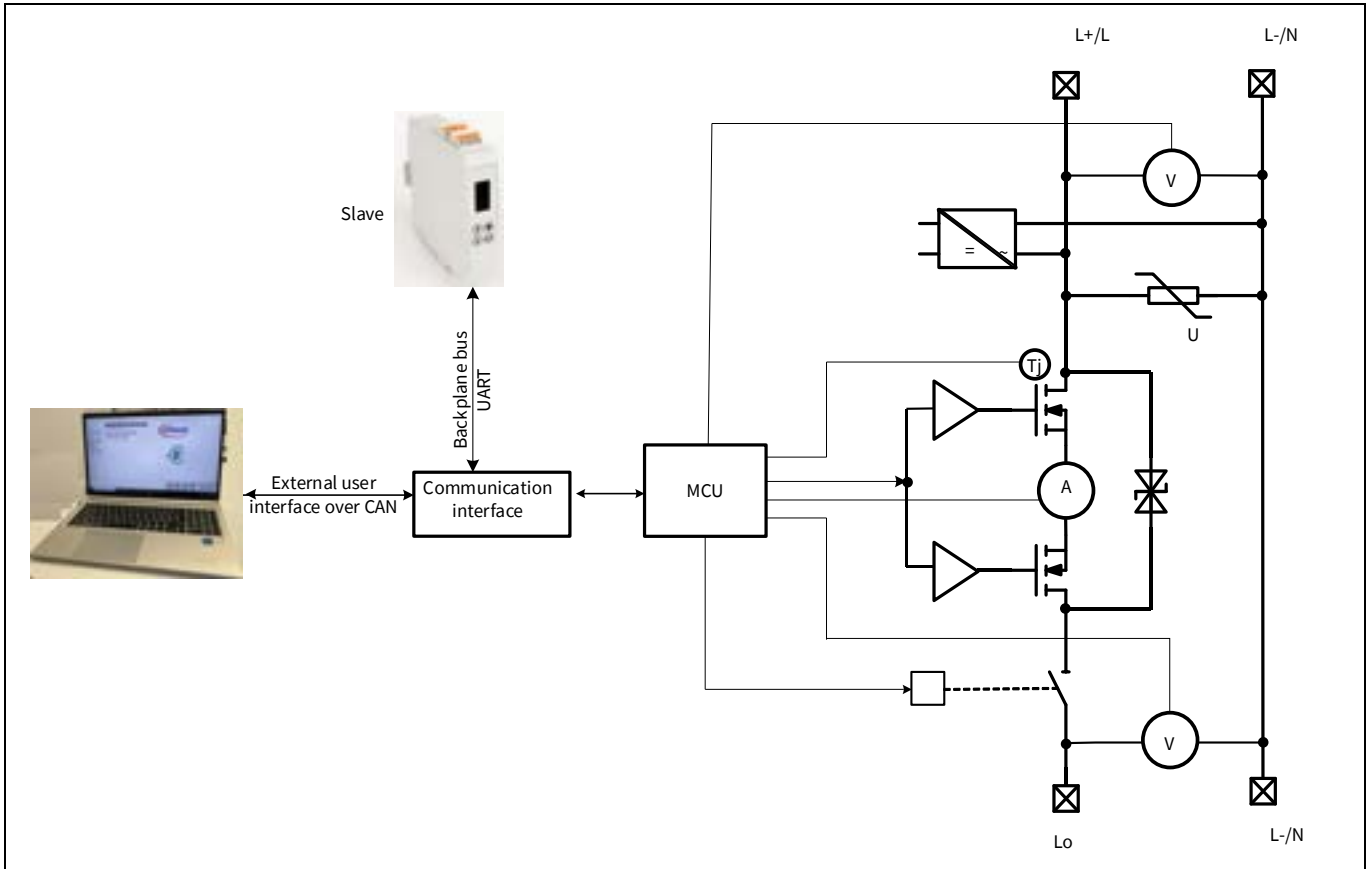 L+/L
L-/N
V
Slave
= ~
U
Backplane bus
UART
Tj
External user
interface over CAN
Communication
interface
MCU
A
V
Lo
L-/N